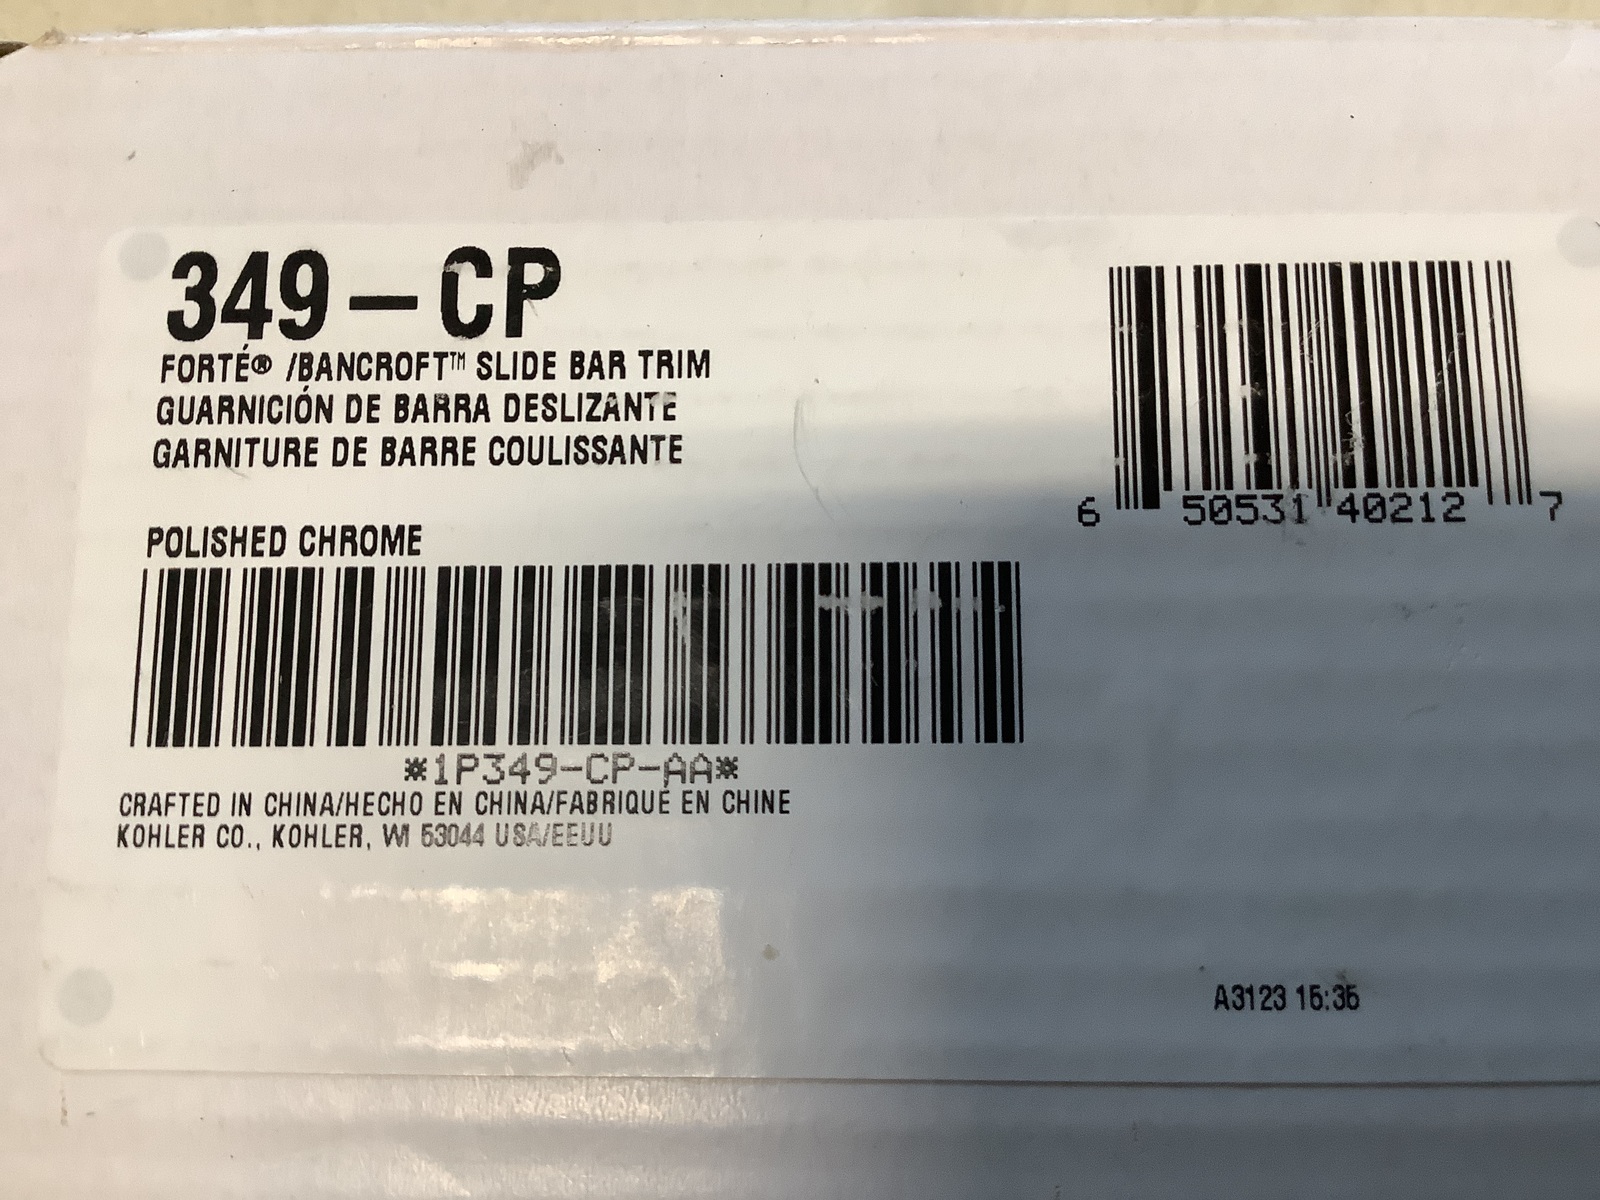 349-CP
FORTÉ® /BANCROFT™ SLIDE BAR TRIM
GUARNICIÓN DE BARRA DESLIZANTE
GARNITURE DE BARRE COULISSANTE
POLISHED CHROME
*1P349-CP-AA*
CRAFTED IN CHINA/HECHO EN CHINA/FABRIQUÉ EN CHINE
KOHLER CO., KOHLER, WI 53044 USA/EEUU
6 50531 40212 7
A3123 15:35